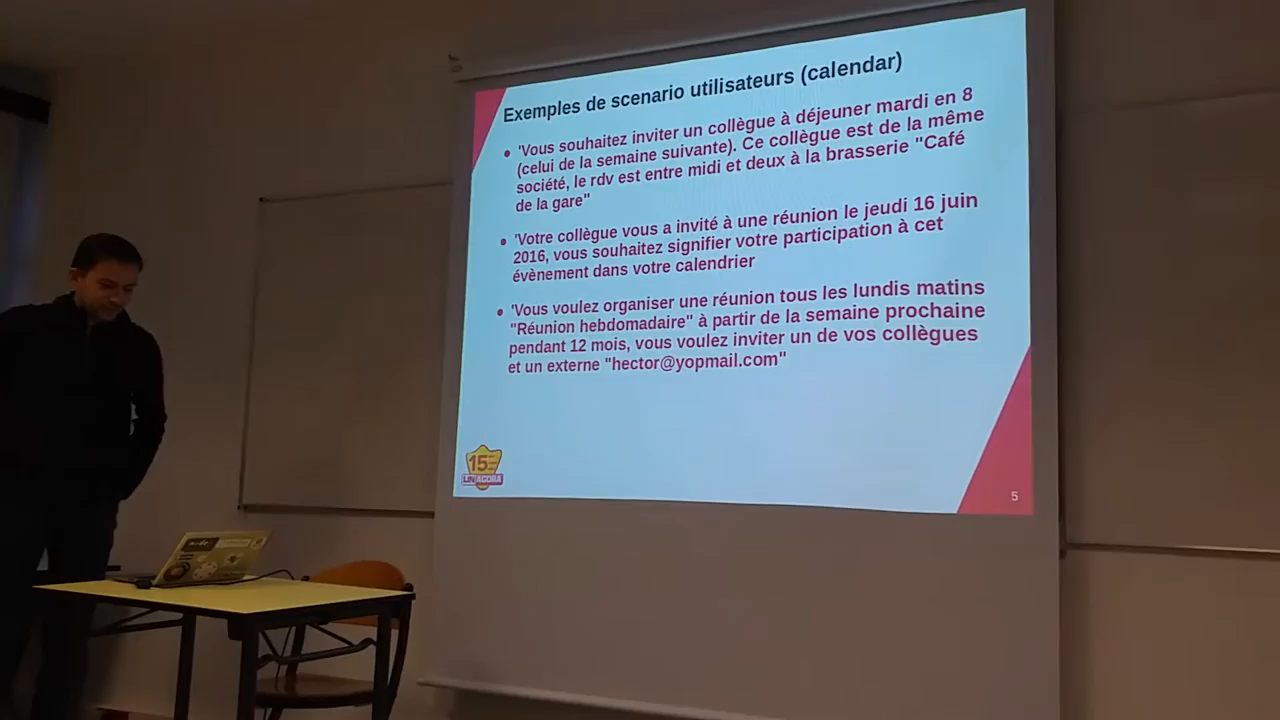 Exemples de scenario utilisateurs (calendar)
'Vous souhaitez inviter un collègue à déjeuner mardi en 8
(celui de la semaine suivante). Ce collègue est de la même
société, le rdv est entre midi et deux à la brasserie "Café
de la gare"
'Votre collègue vous a invité à une réunion le jeudi 16 juin
2016, vous souhaitez signifier votre participation à cet
évènement dans votre calendrier
'Vous voulez organiser une réunion tous les lundis matins
"Réunion hebdomadaire" à partir de la semaine prochaine
pendant 12 mois, vous voulez inviter un de vos collègues
et un externe "hector@yopmail.com"
15
LINAGORA
5